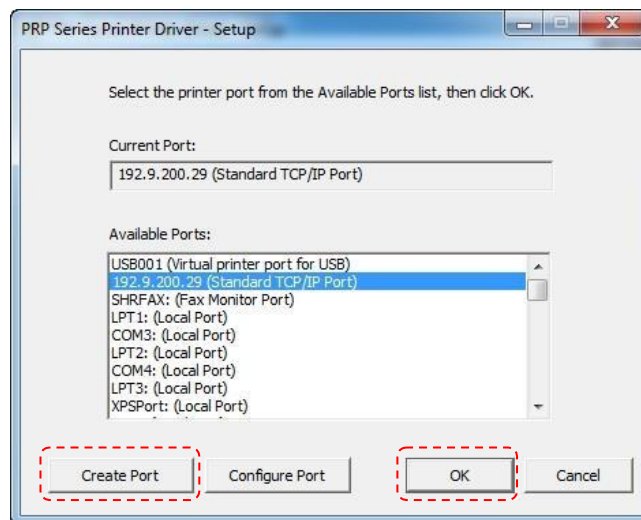 PRP Series Printer Driver - Setup
Select the printer port from the Available Ports list, then click OK.
Current Port:
192.9.200.29 (Standard TCP/IP Port)
Available Ports:
USB001 (Virtual printer port for USB)
192.9.200.29 (Standard TCP/IP Port)
SHRFAX: (Fax Monitor Port)
LPT1: (Local Port)
COM3: (Local Port)
LPT2: (Local Port)
COM4: (Local Port)
LPT3: (Local Port)
XPSPort: (Local Port)
Create Port Configure Port OK Cancel